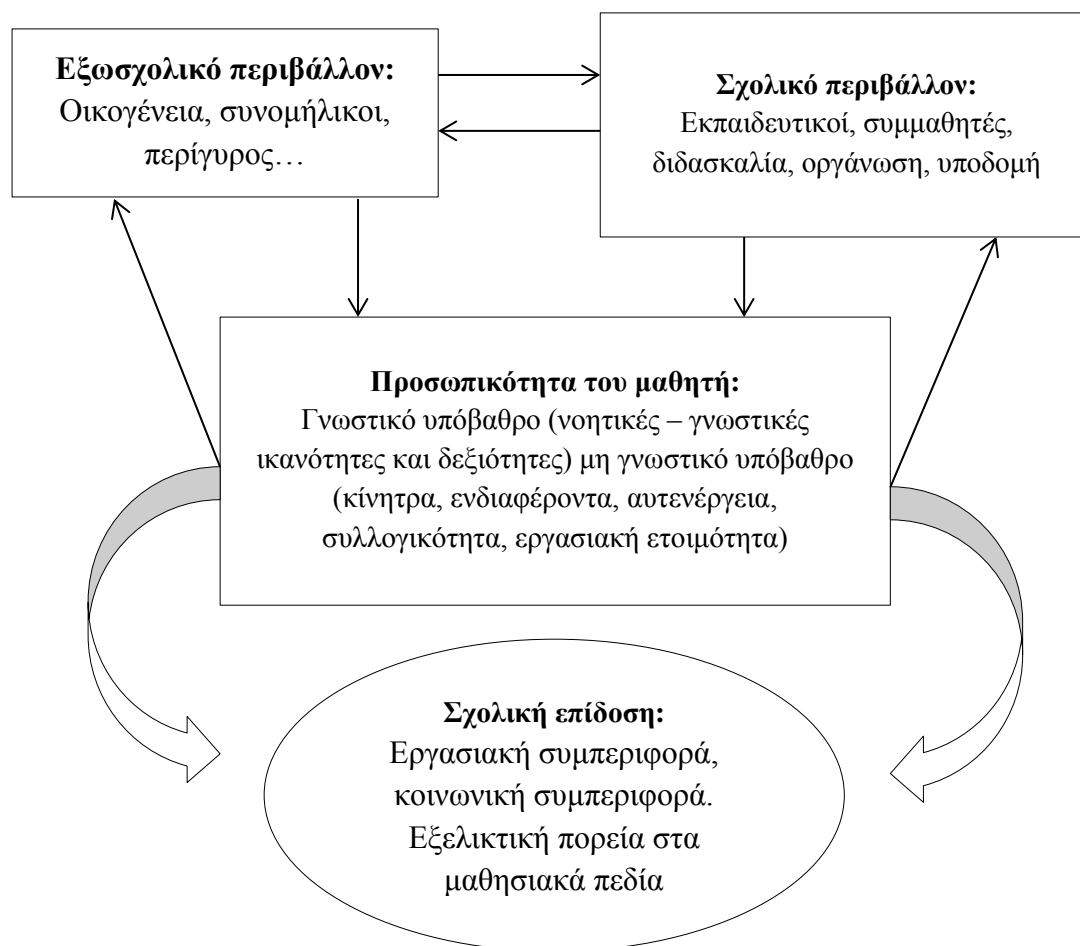 Εξωσχολικό περιβάλλον:
Οικογένεια, συνομήλικοι,
περίγυρος…
Σχολικό περιβάλλον:
Εκπαιδευτικοί, συμμαθητές,
διδασκαλία, οργάνωση, υποδομή
Προσωπικότητα του μαθητή:
Γνωστικό υπόβαθρο (νοητικές – γνωστικές
ικανότητες και δεξιότητες) μη γνωστικό υπόβαθρο
(κίνητρα, ενδιαφέροντα, αυτενέργεια,
συλλογικότητα, εργασιακή ετοιμότητα)
Σχολική επίδοση:
Εργασιακή συμπεριφορά,
κοινωνική συμπεριφορά.
Εξελικτική πορεία στα
μαθησιακά πεδία